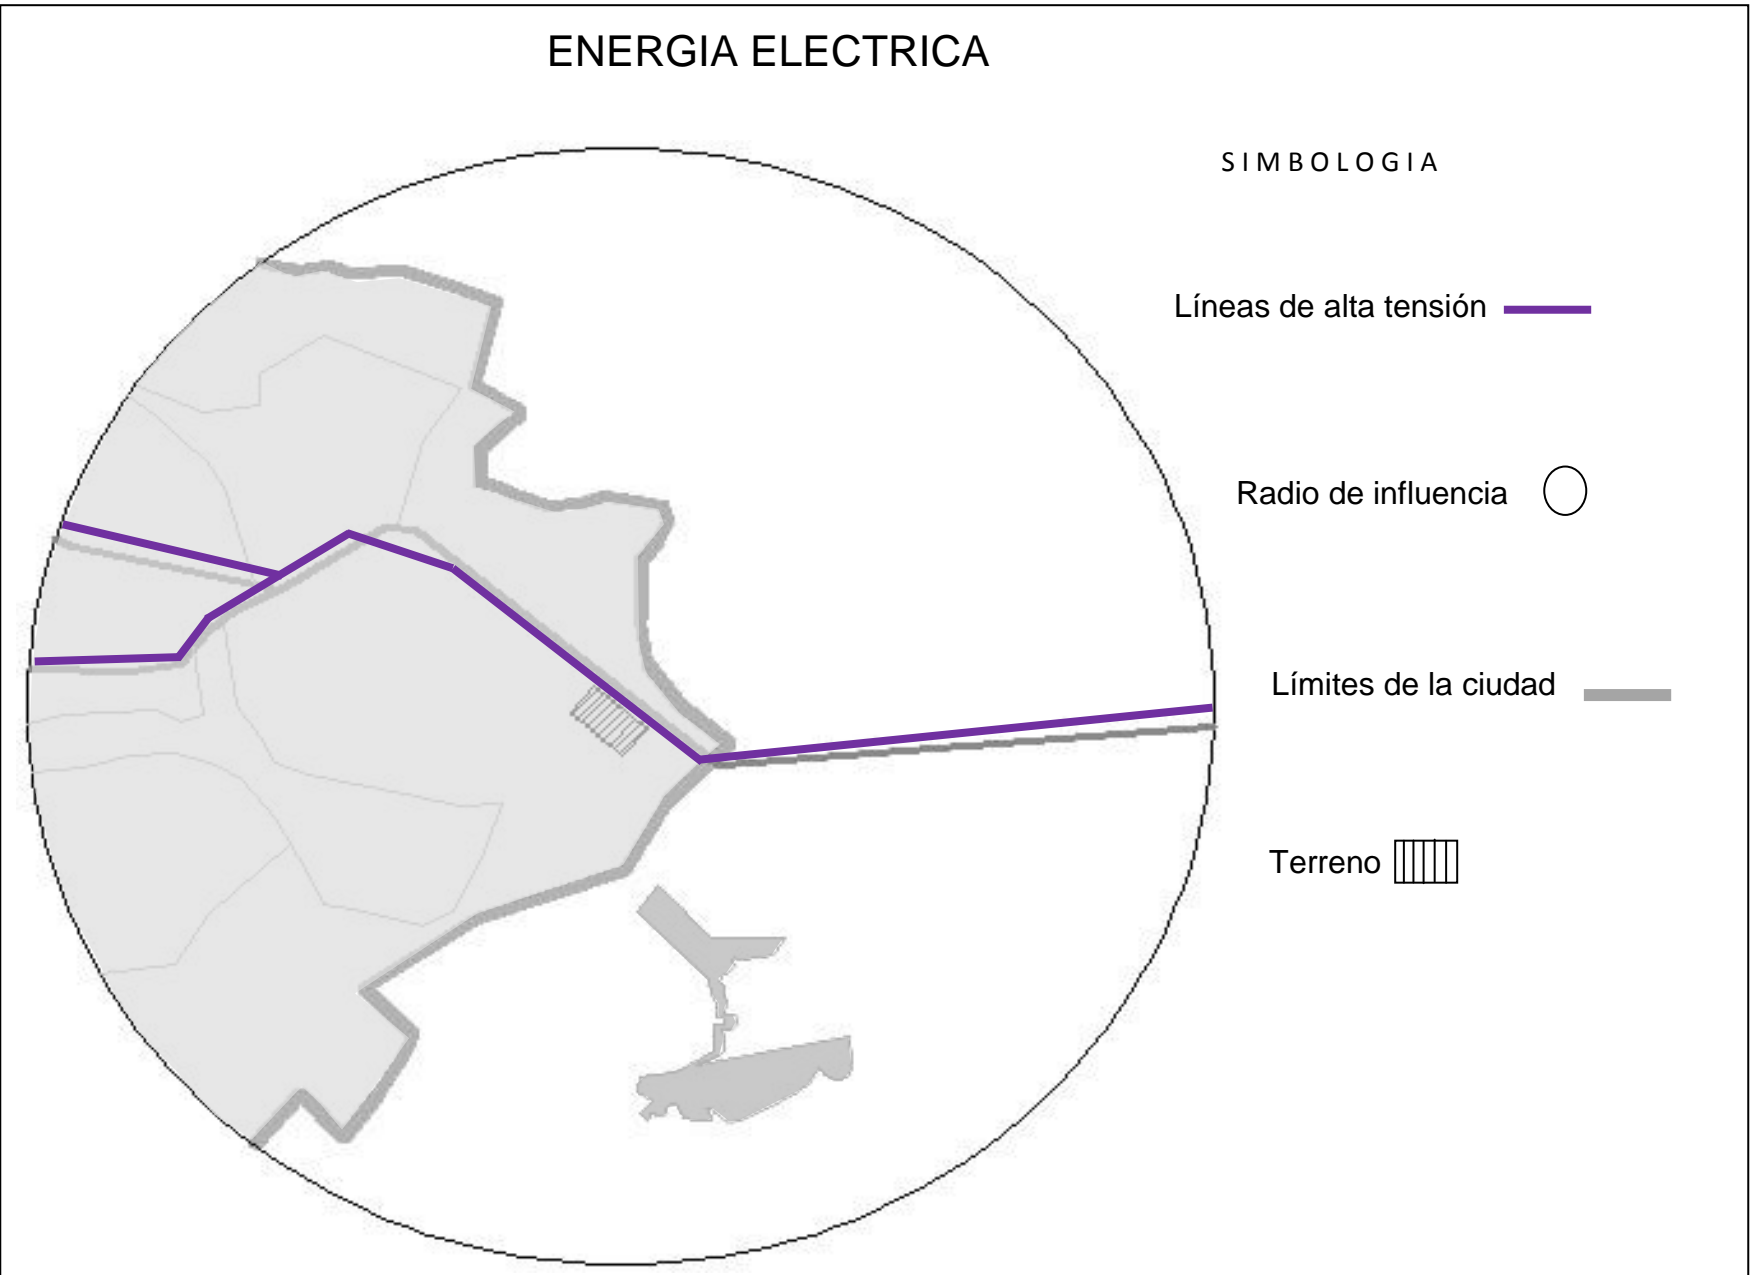 ENERGIA ELECTRICA
SIMBOLOGIA
Líneas de alta tensión
Radio de influencia
Límites de la ciudad
Terreno